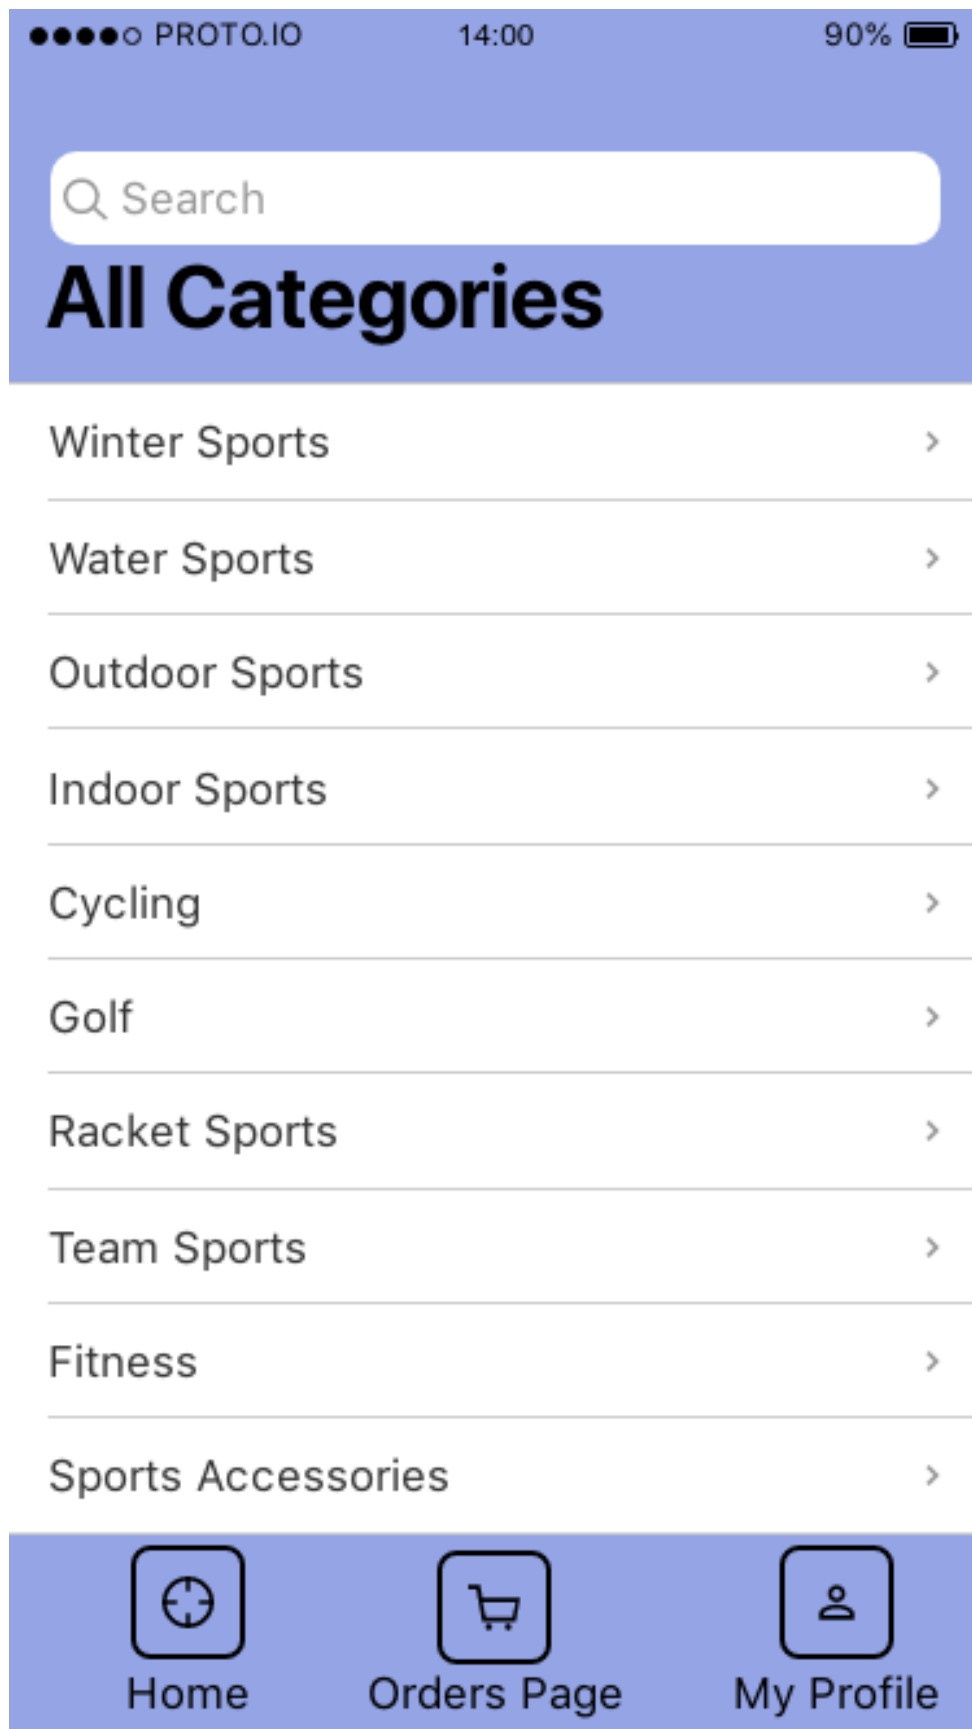 PROTO.IO 14:00 90%
Search
All Categories
Winter Sports
Water Sports
Outdoor Sports
Indoor Sports
Cycling
Golf
Racket Sports
Team Sports
Fitness
Sports Accessories
Home Orders Page My Profile